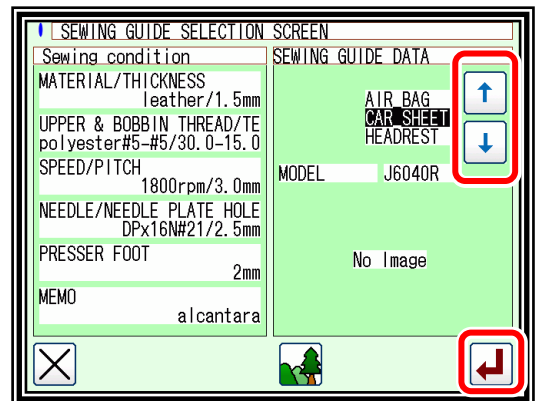 SEWING GUIDE SELECTION SCREEN
Sewing condition
MATERIAL/THICKNESS
leather/1.5mm
UPPER & BOBBIN THREAD/TE
polyester#5-#5/30.0-15.0
SPEED/PITCH
1800rpm/3.0mm
NEEDLE/NEEDLE PLATE HOLE
DPx16N#21/2.5mm
PRESSER FOOT
2mm
MEMO
alcantara
SEWING GUIDE DATA
AIR BAG
CAR SHEET
HEADREST
MODEL J6040R
No Image